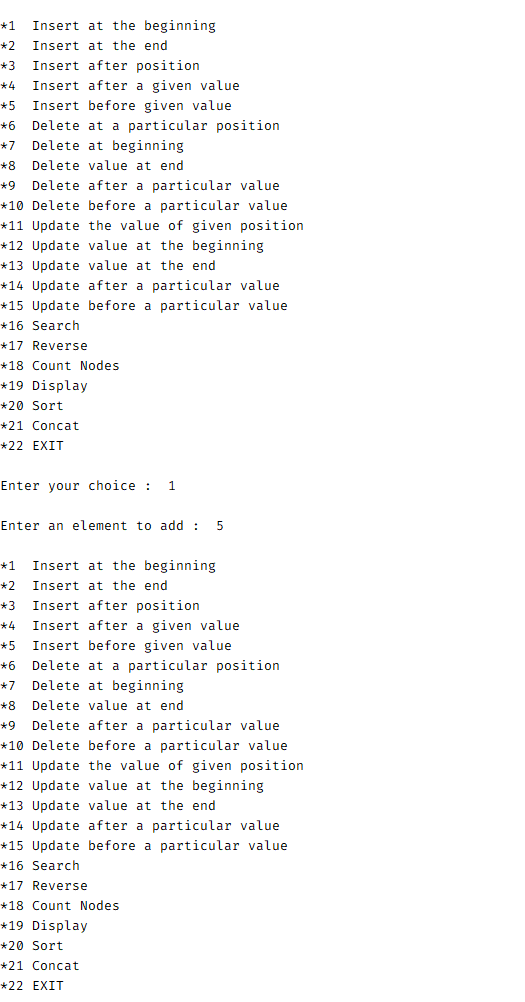 *1  Insert at the beginning
*2  Insert at the end
*3  Insert after position
*4  Insert after a given value
*5  Insert before given value
*6  Delete at a particular position
*7  Delete at beginning
*8  Delete value at end
*9  Delete after a particular value
*10 Delete before a particular value
*11 Update the value of given position
*12 Update value at the beginning
*13 Update value at the end
*14 Update after a particular value
*15 Update before a particular value
*16 Search
*17 Reverse
*18 Count Nodes
*19 Display
*20 Sort
*21 Concat
*22 EXIT
Enter your choice :  1
Enter an element to add :  5
*1  Insert at the beginning
*2  Insert at the end
*3  Insert after position
*4  Insert after a given value
*5  Insert before given value
*6  Delete at a particular position
*7  Delete at beginning
*8  Delete value at end
*9  Delete after a particular value
*10 Delete before a particular value
*11 Update the value of given position
*12 Update value at the beginning
*13 Update value at the end
*14 Update after a particular value
*15 Update before a particular value
*16 Search
*17 Reverse
*18 Count Nodes
*19 Display
*20 Sort
*21 Concat
*22 EXIT